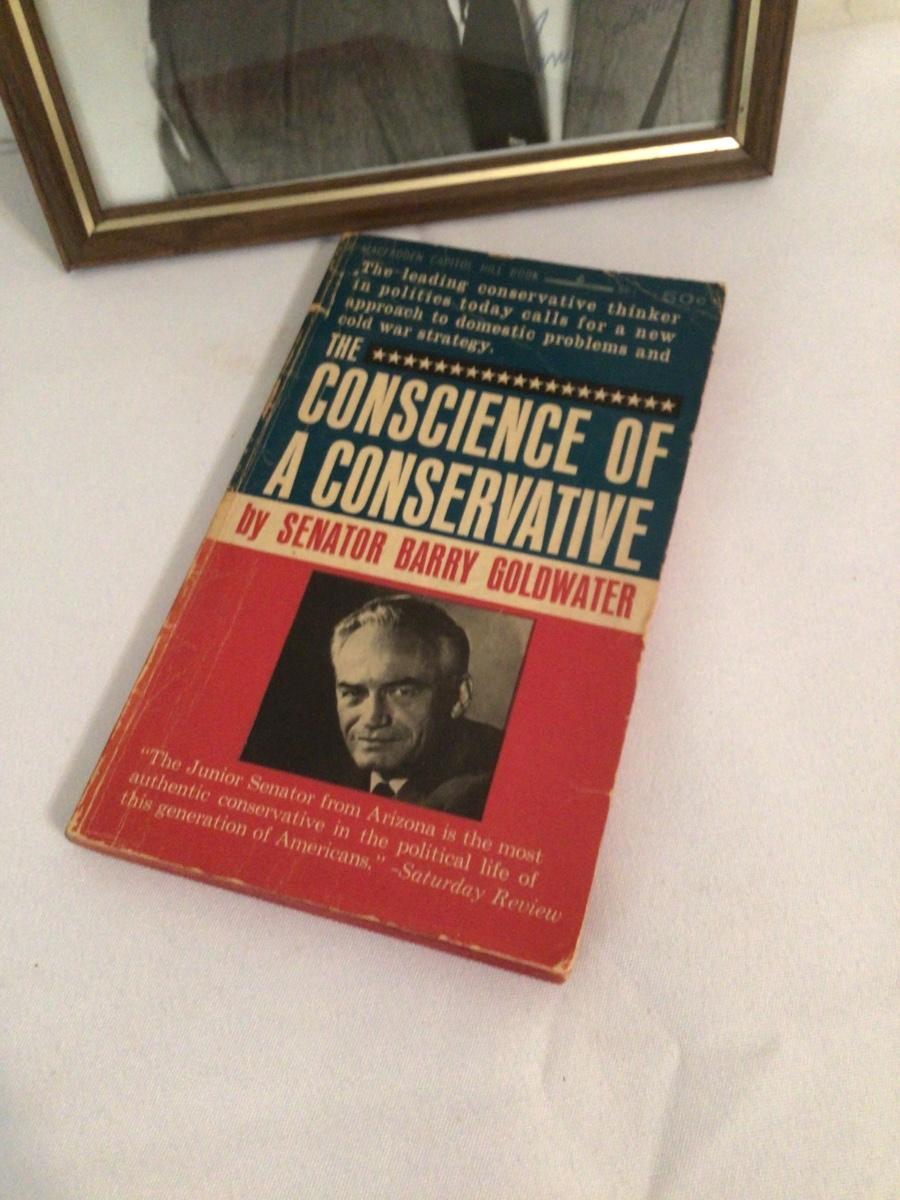 MACFADDEN CAPITOL HILL BOOK
50¢
The leading conservative thinker
in politics today calls for a new
approach to domestic problems and
cold war strategy.
THE
CONSCIENCE OF
A CONSERVATIVE
by SENATOR BARRY GOLDWATER
“The Junior Senator from Arizona is the most
authentic conservative in the political life of
this generation of Americans.” -Saturday Review